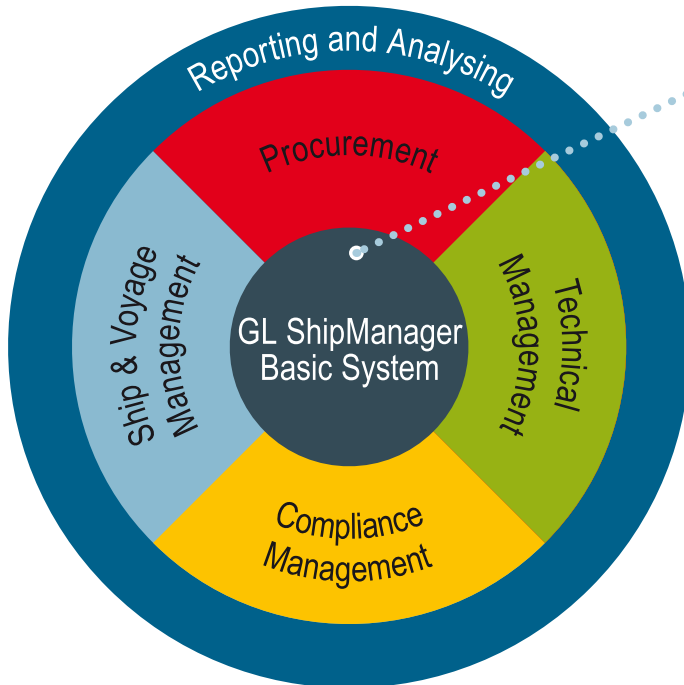 Reporting and Analysing
Procurement
Ship & Voyage
Management
GL ShipManager
Basic System
Technical
Management
Compliance
Management